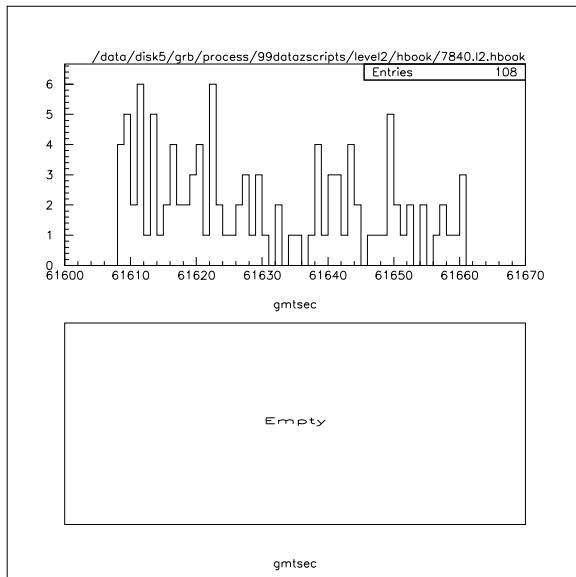 /data/disk5/grb/process/99datazscripts/level2/hbook/7840.l2.hbook
Entries 108
6
5
4
3
2
1
0
61600 61610 61620 61630 61640 61650 61660 61670
gmtsec
Empty
gmtsec